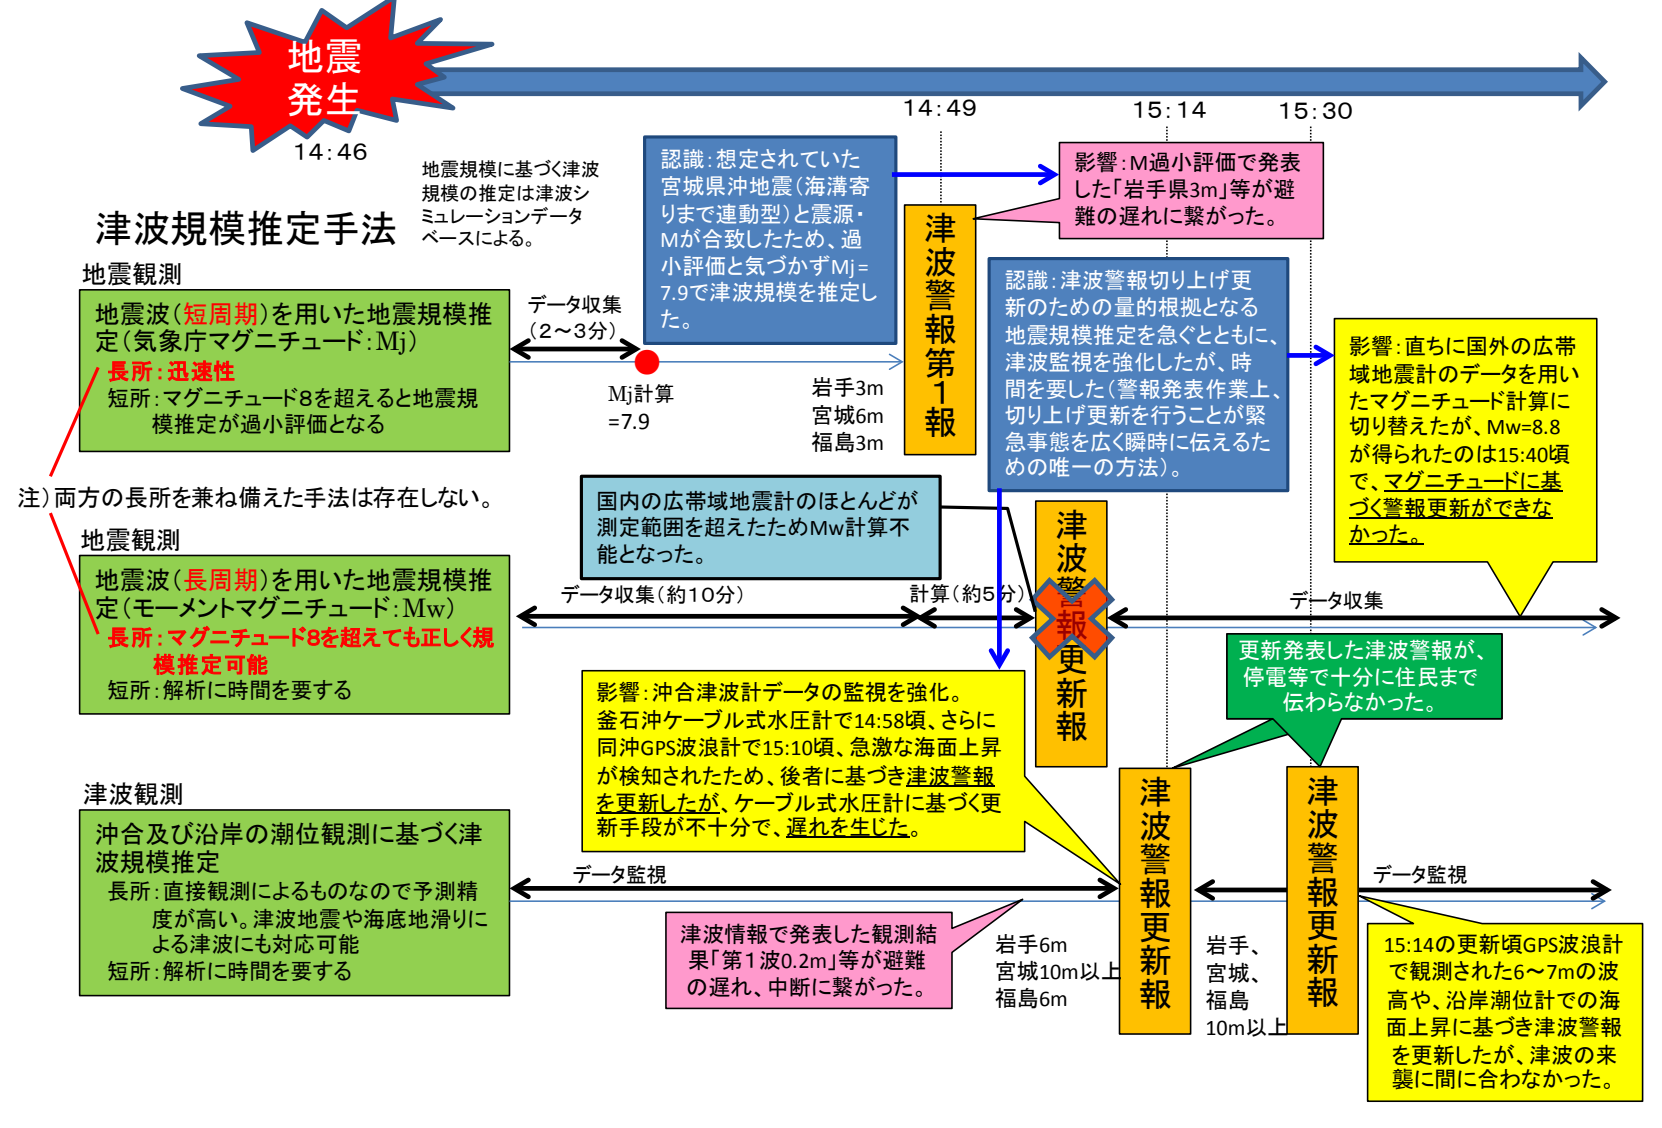 地震
発生
14:46
14:49
15:14
15:30
津波規模推定手法
地震規模に基づく津波
規模の推定は津波シ
ミュレーションデータ
ベースによる。
認識:想定されていた
宮城県沖地震(海溝寄
りまで連動型)と震源・
Mが合致したため、過
小評価と気づかずMj=
7.9で津波規模を推定し
た。
影響:M過小評価で発表
した「岩手県3m」等が避
難の遅れに繋がった。
地震観測
地震波(短周期)を用いた地震規模推
定(気象庁マグニチュード:Mj)
長所:迅速性
短所:マグニチュード8を超えると地震規
模推定が過小評価となる
データ収集
(2～3分)
Mj計算
=7.9
岩手3m
宮城6m
福島3m
津波警報第1報
認識:津波警報切り上げ更
新のための量的根拠となる
地震規模推定を急ぐとともに、
津波監視を強化したが、時
間を要した(警報発表作業上、
切り上げ更新を行うことが緊
急事態を広く瞬時に伝えるた
めの唯一の方法)。
影響:直ちに国外の広帯
域地震計のデータを用い
たマグニチュード計算に
切り替えたが、Mw=8.8
が得られたのは15:40頃
で、マグニチュードに基
づく警報更新ができな
かった。
注)両方の長所を兼ね備えた手法は存在しない。
地震観測
地震波(長周期)を用いた地震規模推
定(モーメントマグニチュード:Mw)
長所:マグニチュード8を超えても正しく規
模推定可能
短所:解析に時間を要する
国内の広帯域地震計のほとんどが
測定範囲を超えたためMw計算不
能となった。
データ収集(約10分)
計算(約5分)
津波警報更新報
データ収集
更新発表した津波警報が、
停電等で十分に住民まで
伝わらなかった。
影響:沖合津波計データの監視を強化。
釜石沖ケーブル式水圧計で14:58頃、さらに
同沖GPS波浪計で15:10頃、急激な海面上昇
が検知されたため、後者に基づき津波警報
を更新したが、ケーブル式水圧計に基づく更
新手段が不十分で、遅れを生じた。
津波観測
沖合及び沿岸の潮位観測に基づく津
波規模推定
長所:直接観測によるものなので予測精
度が高い。津波地震や海底地滑りに
よる津波にも対応可能
短所:解析に時間を要する
データ監視
津波情報で発表した観測結
果「第1波0.2m」等が避難
の遅れ、中断に繋がった。
岩手6m
宮城10m以上
福島6m
津波警報更新報
岩手、
宮城、
福島
10m以上
津波警報更新報
データ監視
15:14の更新頃GPS波浪計
で観測された6～7mの波
高や、沿岸潮位計での海
面上昇に基づき津波警報
を更新したが、津波の来
襲に間に合わなかった。